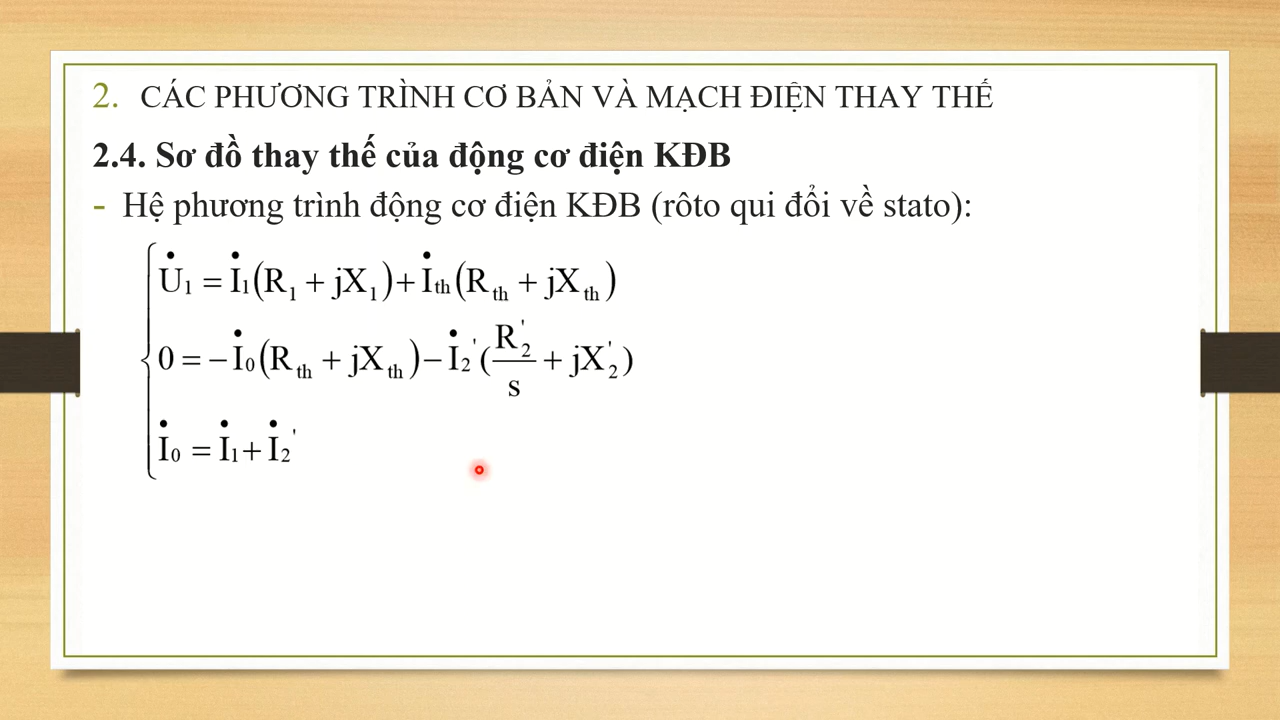 2. CÁC PHƯƠNG TRÌNH CƠ BẢN VÀ MẠCH ĐIỆN THAY THẾ
2.4. Sơ đồ thay thế của động cơ điện KĐB
- Hệ phương trình động cơ điện KĐB (rôto qui đổi về stato):
U̇₁ = İ₁(R₁ + jX₁) + İth(Rth + jXth)
0 = −İ₀(Rth + jXth) − İ₂'(R₂'/s + jX₂')
İ₀ = İ₁ + İ₂'